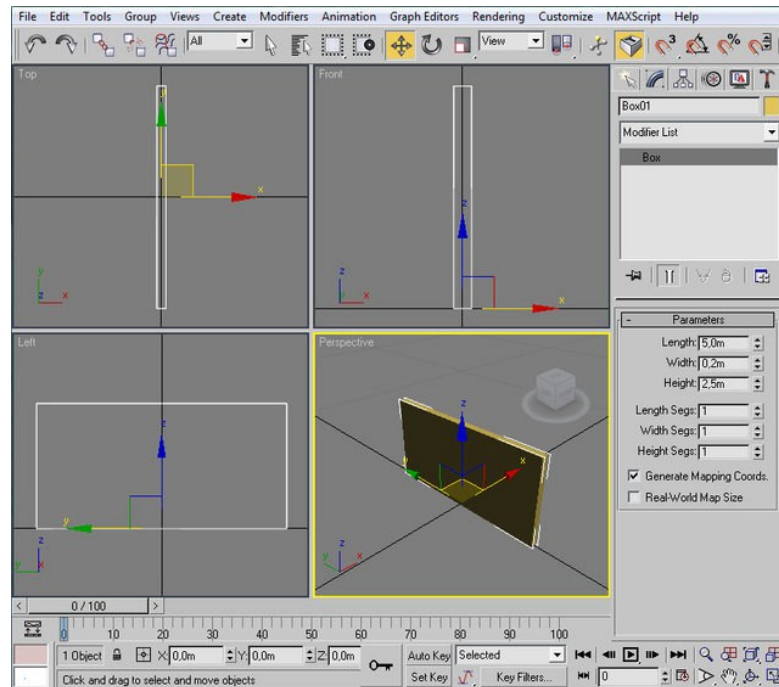 File Edit Tools Group Views Create Modifiers Animation Graph Editors Rendering Customize MAXScript Help
All View 3 %
Top Front
Box01
Modifier List
Box
y x z x
y z x z y x
Left Perspective
Parameters
Length: 5,0m
Width: 0,2m
Height: 2,5m
Length Segs: 1
Width Segs: 1
Height Segs: 1
Generate Mapping Coords.
Real-World Map Size
z z
y y x
z y x z y x
0 / 100
0 10 20 30 40 50 60 70 80 90 100
1 Object X: 0,0m Y: 0,0m Z: 0,0m Auto Key Selected
Click and drag to select and move objects Set Key Key Filters... 0